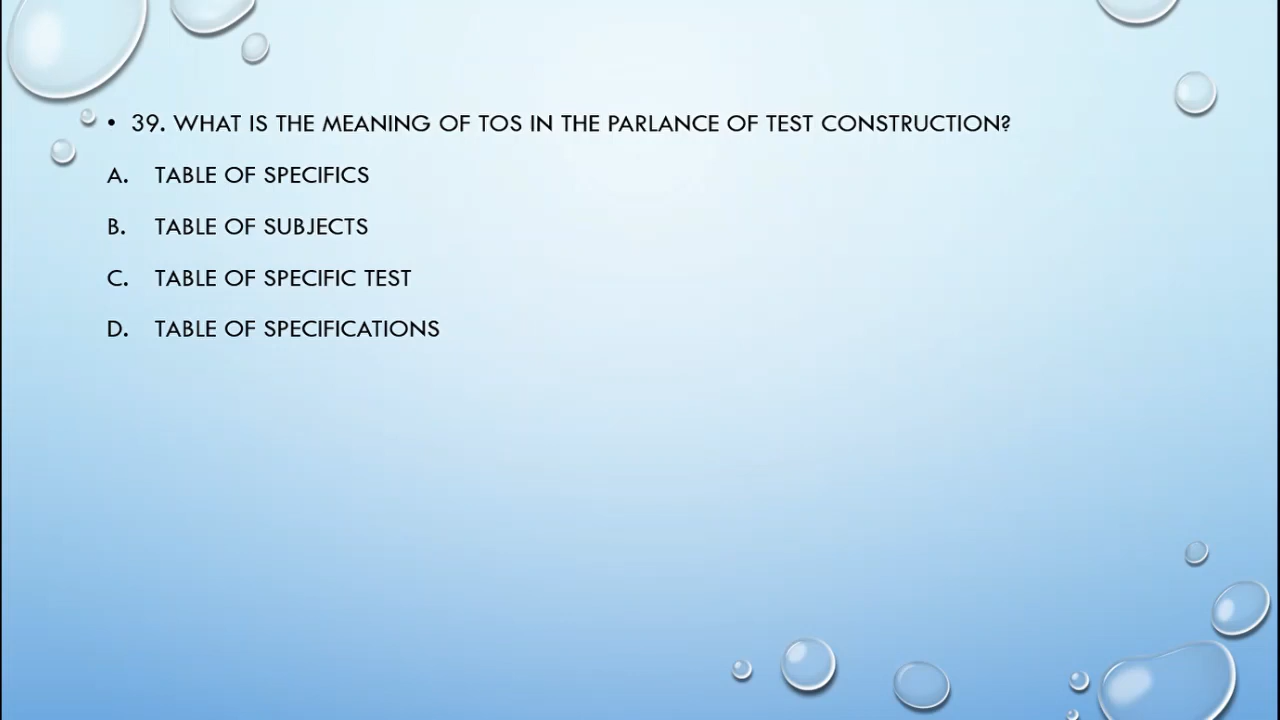 • 39. WHAT IS THE MEANING OF TOS IN THE PARLANCE OF TEST CONSTRUCTION?
A. TABLE OF SPECIFICS
B. TABLE OF SUBJECTS
C. TABLE OF SPECIFIC TEST
D. TABLE OF SPECIFICATIONS